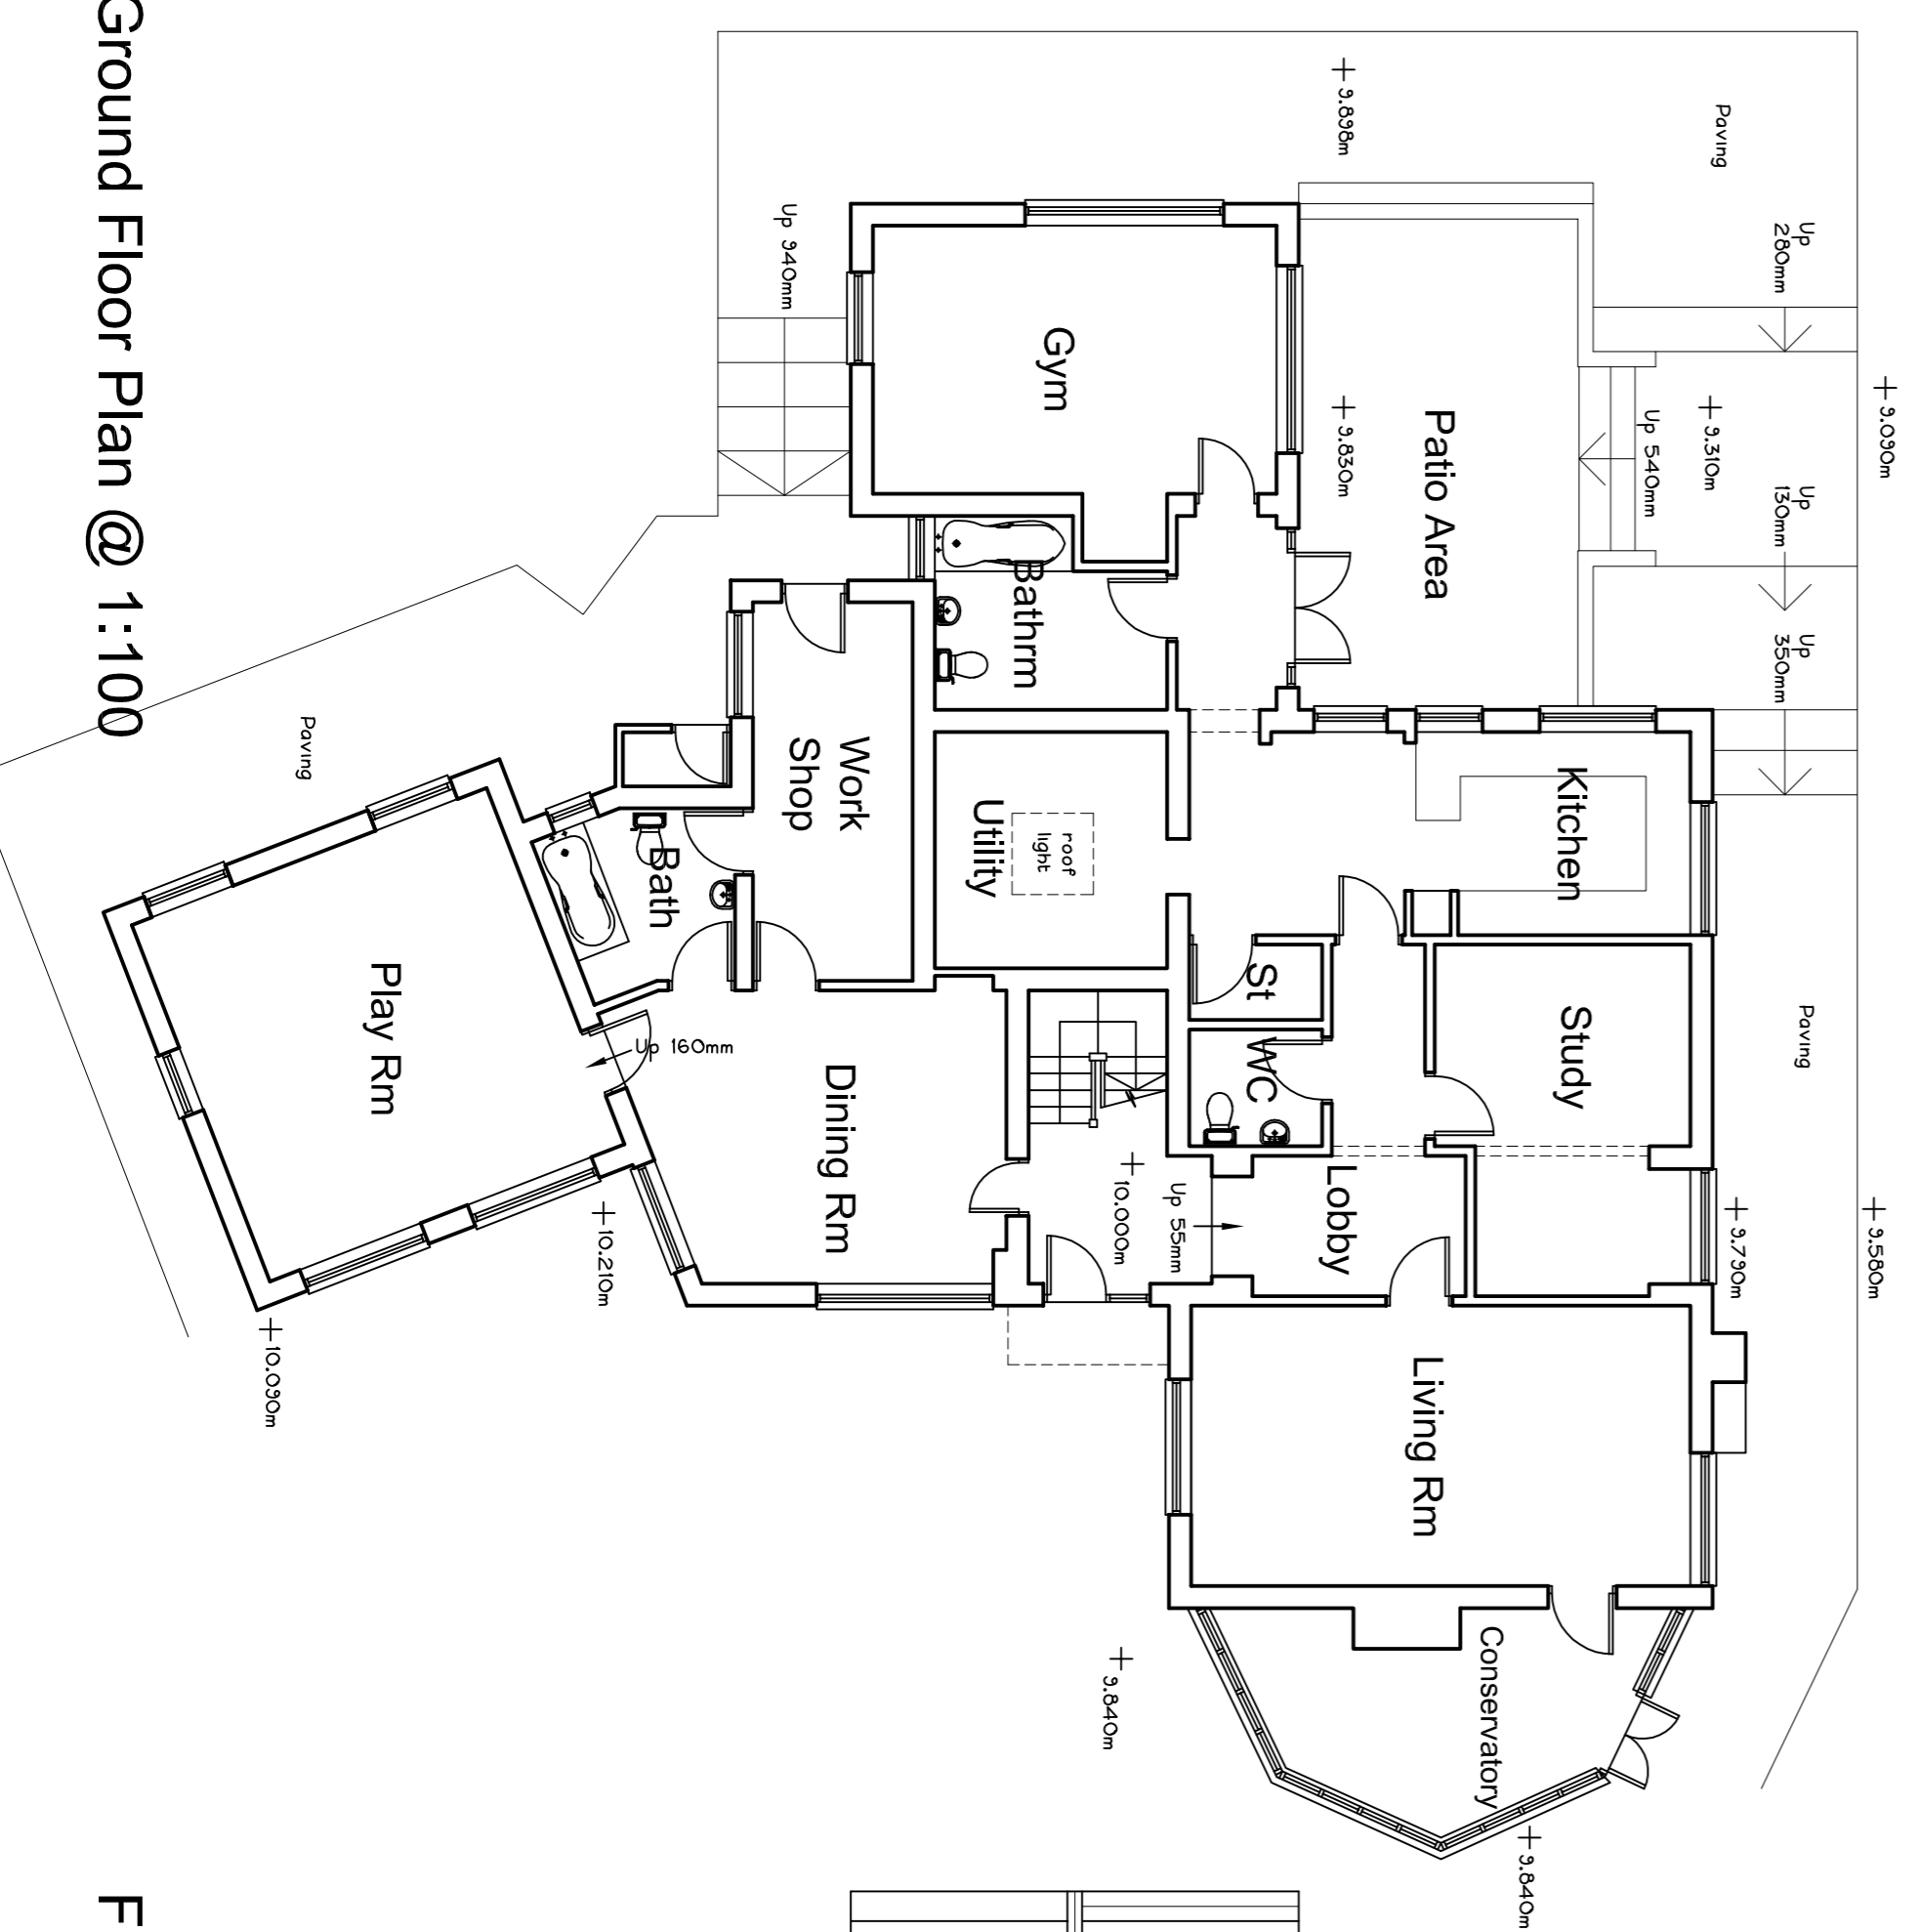 Paving
Up
280mm
9.898m
9.090m
Up 940mm
9.310m
Up
130mm
Up 540mm
9.830m
Patio Area
Gym
Up
350mm
Bathrm
Kitchen
Work
Shop
Utility
roof
light
Paving
Bath
St
Study
Paving
WC
Play Rm
Up 160mm
Dining Rm
10.000m
Up 55mm
Lobby
9.790m
9.580m
10.210m
10.090m
Living Rm
Conservatory
9.840m
9.840m
Ground Floor Plan @ 1:100
F